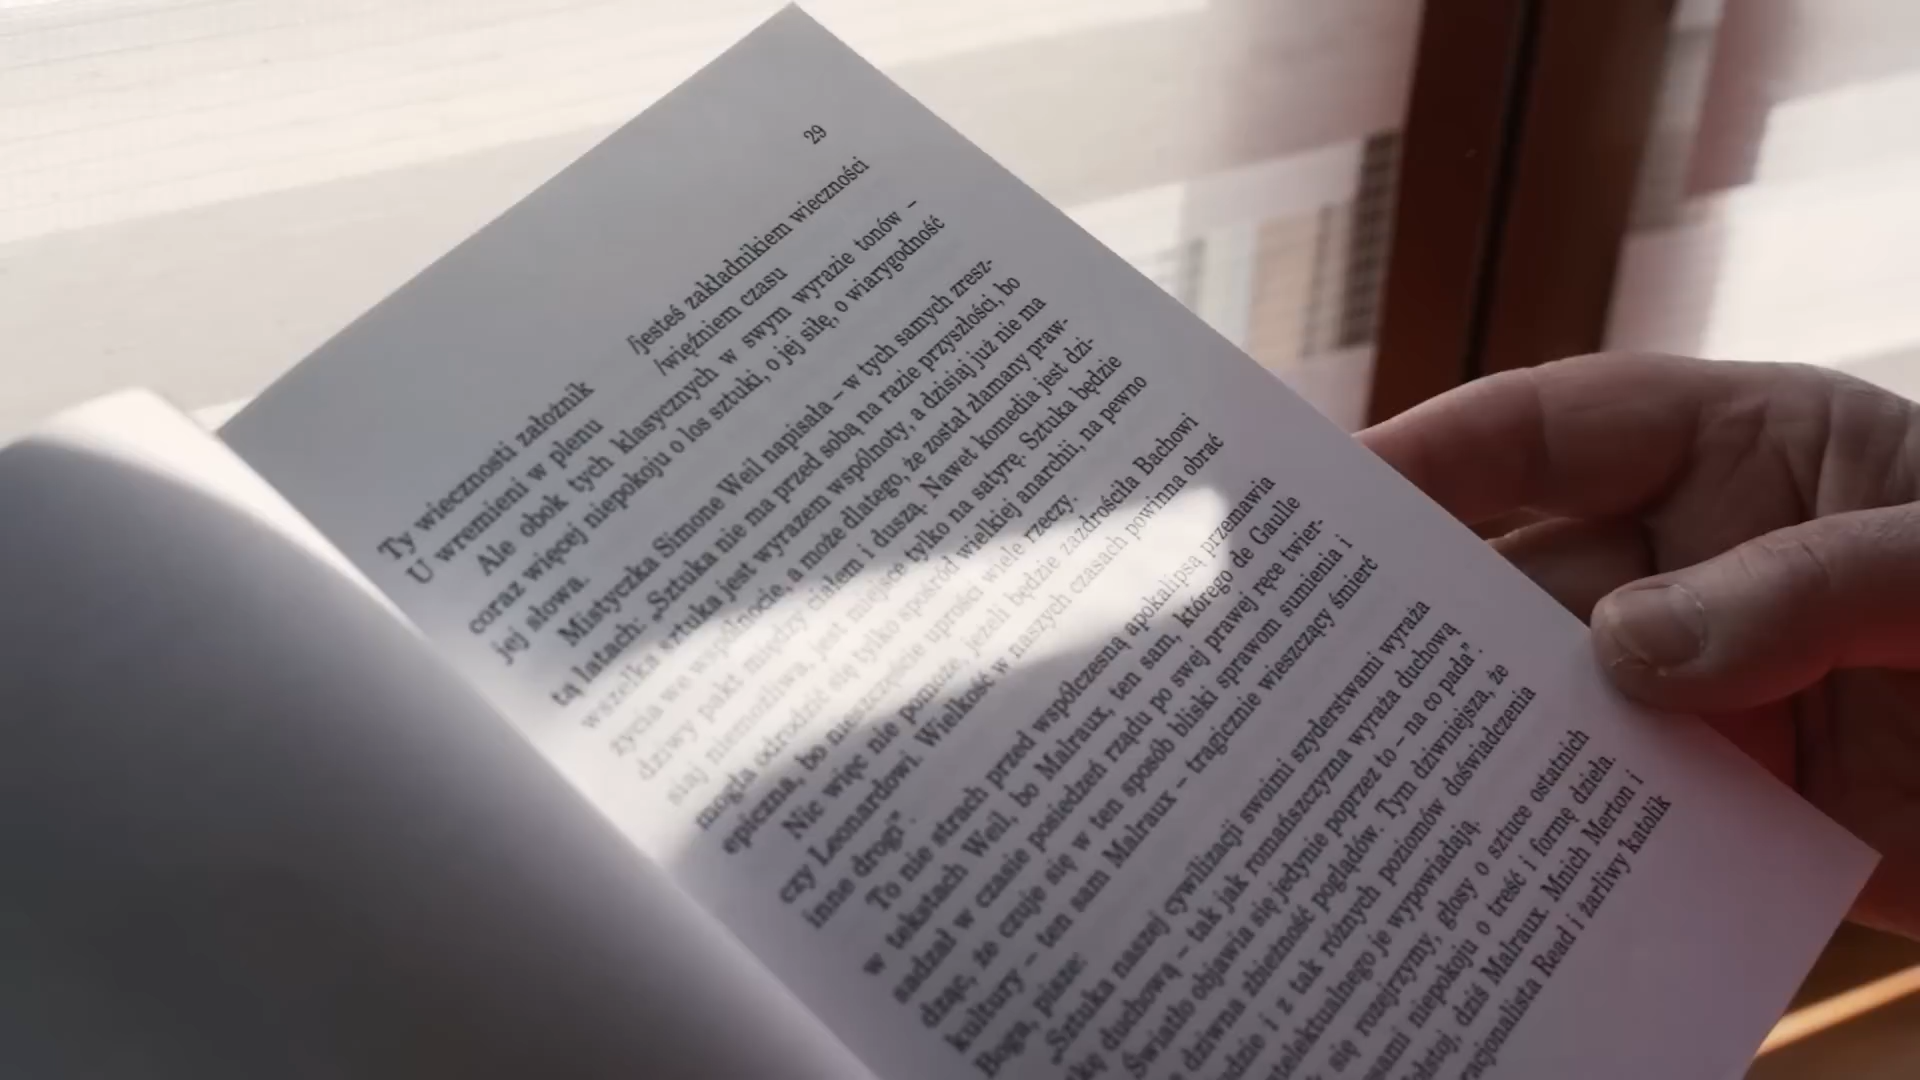 29
Ty wiecznosti założnik /jesteś zakładnikiem wieczności
U wremieni w plenu /więźniem czasu
Ale obok tych klasycznych w swym wyrazie tonów –
coraz więcej niepokoju o los sztuki, o jej siłę, o wiarygodność
jej słowa.
Mistyczka Simone Weil napisała – w tych samych zresz-
tą latach: „Sztuka nie ma przed sobą na razie przyszłości, bo
wszelka sztuka jest wyrazem wspólnoty, a dzisiaj już nie ma
życia we wspólnocie, a może dlatego, że został złamany praw-
dziwy pakt między ciałem i duszą. Nawet komedia jest dzi-
siaj niemożliwa, jest miejsce tylko na satyrę. Sztuka będzie
mogła odrodzić się tylko spośród wielkiej anarchii, na pewno
epiczna, bo nieszczęście uprości wiele rzeczy.
Nic więc nie pomoże, jeżeli będzie zazdrościła Bachowi
czy Leonardowi. Wielkość w naszych czasach powinna obrać
inne drogi”.
To nie strach przed współczesną apokalipsą przemawia
w tekstach Weil, bo Malraux, ten sam, którego de Gaulle
sadzał w czasie posiedzeń rządu po swej prawej ręce twier-
dząc, że czuje się w ten sposób bliski sprawom sumienia i
kultury – ten sam Malraux – tragicznie wieszczący śmierć
Boga, pisze:
„Sztuka naszej cywilizacji swoimi szyderstwami wyraża
duchową – tak jak romańszczyzna wyraża duchową
Światło objawia się jedynie poprzez to – na co pada”.
dziwna zbieżność poglądów. Tym dziwniejsza, że
i z tak różnych poziomów doświadczenia
je wypowiadają.
się rozejrzymy, głosy o sztuce ostatnich
niepokoju o treść i formę dzieła.
dziś Malraux. Mnich Merton i
Read i żarliwy katolik